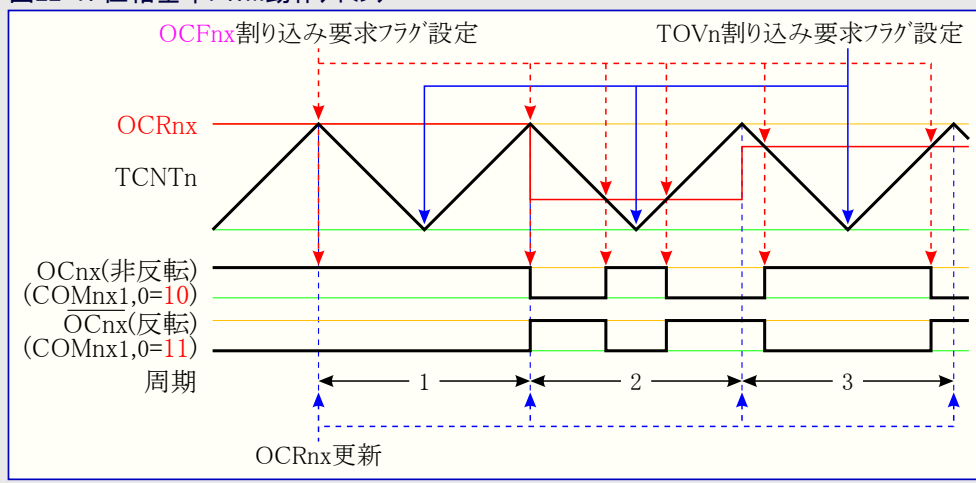 OCFnx割り込み要求フラグ設定
TOVn割り込み要求フラグ設定
OCRnx
TCNTn
OCnx(非反転)
(COMnx1,0=10)
OCnx(反転)
(COMnx1,0=11)
周期
1
2
3
OCRnx更新